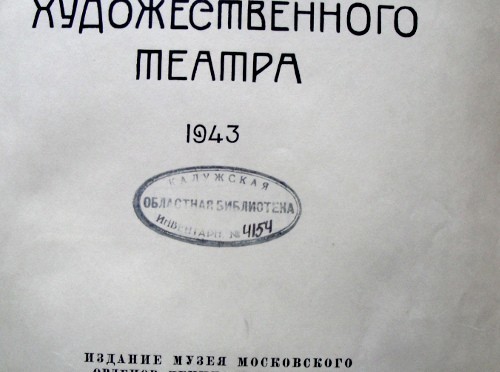 ХУДОЖЕСТВЕННОГО
ТЕАТРА
1943
КАЛУЖСКАЯ
ОБЛАСТНАЯ БИБЛИОТЕКА
ИНВЕНТАРН. № 4154
ИЗДАНИЕ МУЗЕЯ МОСКОВСКОГО